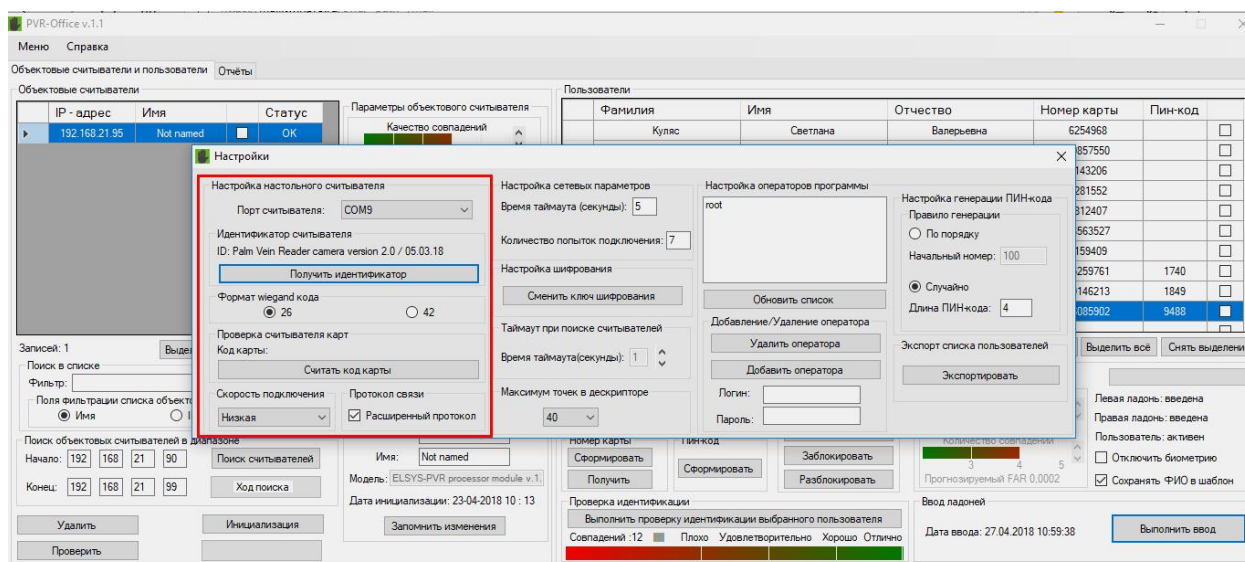 PVR-Office v.1.1
Меню Справка
Объектовые считыватели и пользователи Отчёты
Объектовые считыватели
IP - адрес Имя Статус
192.168.21.95 Not named OK
Параметры объектового считывателя
Качество совпадений
Пользователи
Фамилия Имя Отчество Номер карты Пин-код
Куляс Светлана Валерьевна 6254968
857550
143206
281552
312407
563527
159409
259761 1740
146213 1849
085902 9488
Настройки
Настройка настольного считывателя
Порт считывателя: COM9
Идентификатор считывателя
ID: Palm Vein Reader camera version 2.0 / 05.03.18
Получить идентификатор
Формат wiegand кода
26 42
Проверка считывателя карт
Код карты:
Считать код карты
Скорость подключения Протокол связи
Низкая Расширенный протокол
Настройка сетевых параметров
Время таймаута (секунды): 5
Количество попыток подключения: 7
Настройка шифрования
Сменить ключ шифрования
Таймаут при поиске считывателей
Время таймаута(секунды): 1
Максимум точек в дескрипторе
40
Настройка операторов программы
root
Обновить список
Добавление/Удаление оператора
Удалить оператора
Добавить оператора
Логин:
Пароль:
Настройка генерации ПИН-кода
Правило генерации
По порядку
Начальный номер: 100
Случайно
Длина ПИН-кода: 4
Экспорт списка пользователей
Экспортировать
Записей: 1
Поиск в списке
Фильтр:
Поля фильтрации списка объекто
Имя
Поиск объектовых считывателей в диапазоне
Начало: 192 168 21 90 Поиск считывателей
Конец: 192 168 21 99 Ход поиска
Удалить Инициализация
Проверить
Имя: Not named
Модель: ELSYS-PVR processor module v.1.
Дата инициализации: 23-04-2018 10 : 13
Запомнить изменения
Номер карты Пин-код
Сформировать Сформировать Заблокировать
Получить Разблокировать
Проверка идентификации
Выполнить проверку идентификации выбранного пользователя
Совпадений :12 Плохо Удовлетворительно Хорошо Отлично
Выделить всё Снять выделени
Левая ладонь: введена
Правая ладонь: введена
Пользователь: активен
Отключить биометрию
Сохранять ФИО в шаблон
Количество совпадений
3 4 5
Прогнозируемый FAR 0,0002
Ввод ладоней
Дата ввода: 27.04.2018 10:59:38 Выполнить ввод